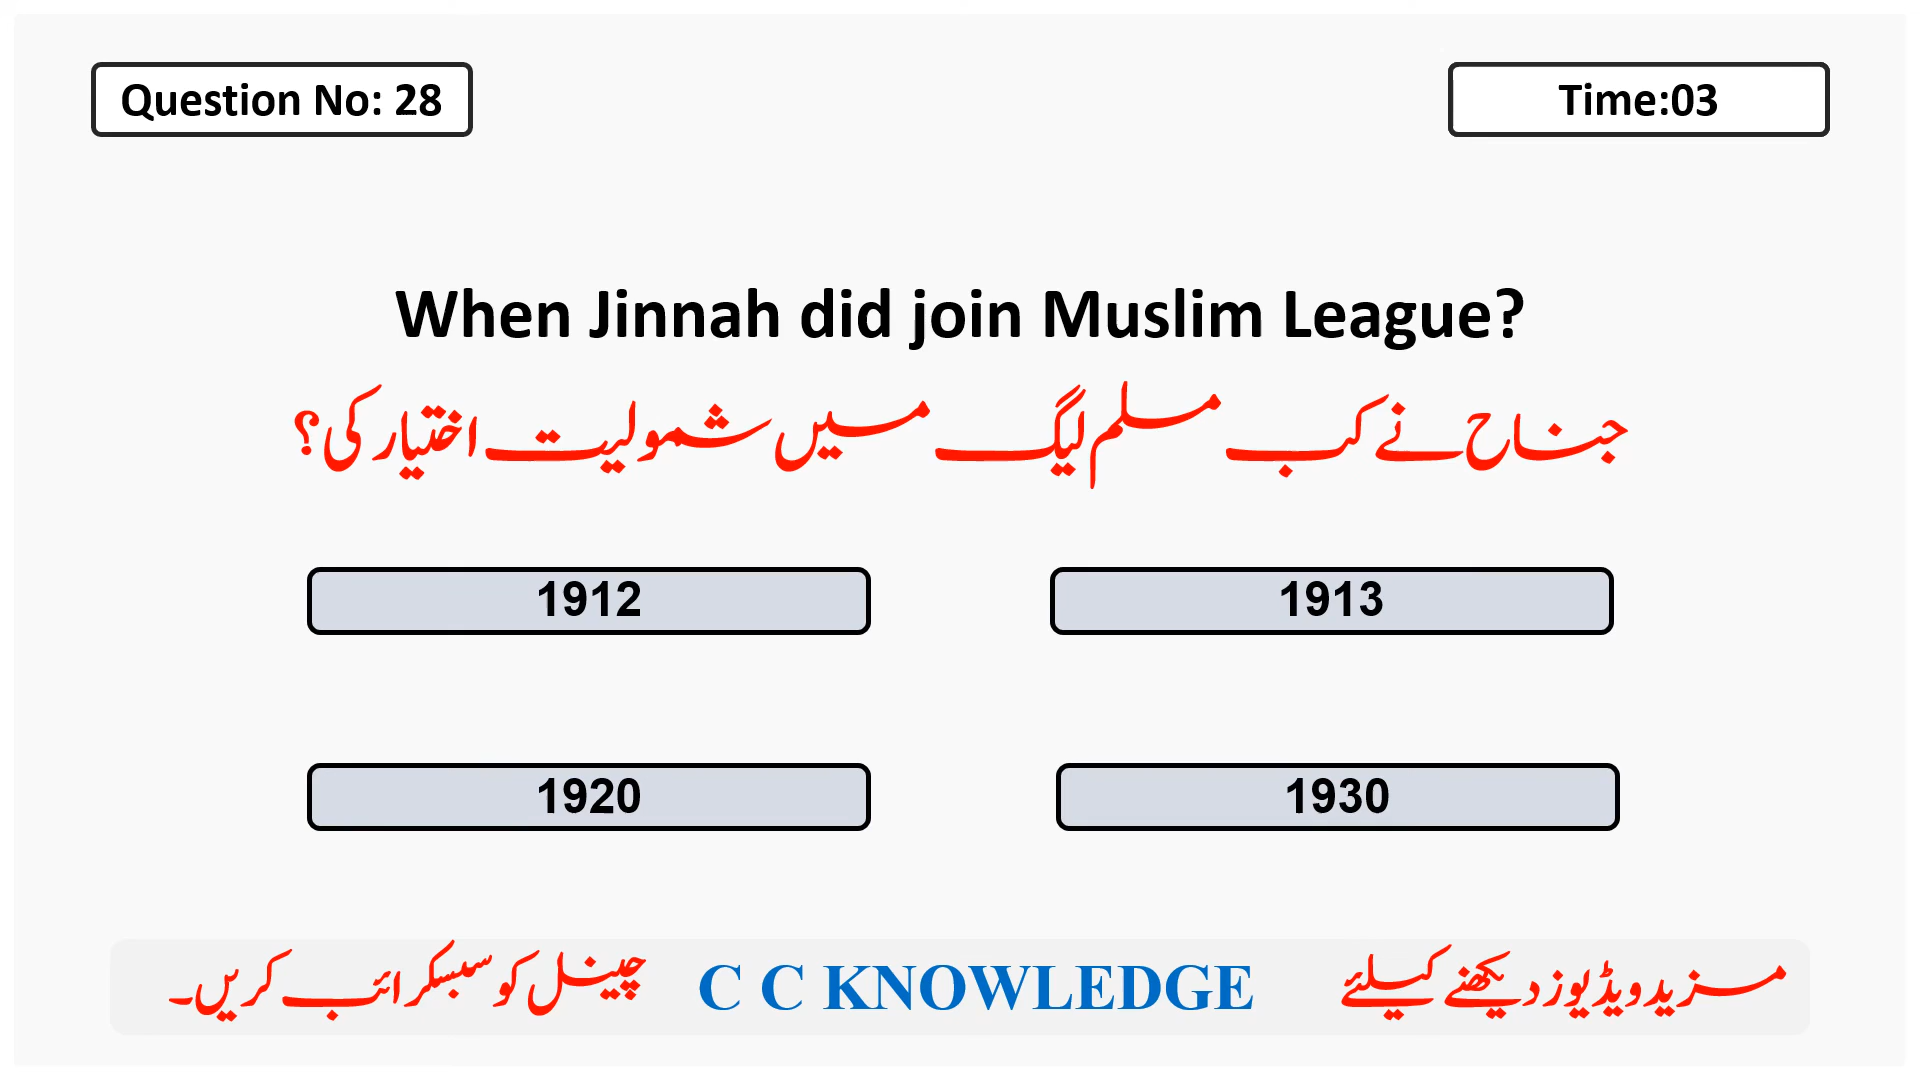 Question No: 28
Time:03
When Jinnah did join Muslim League?
جناح نے کب مسلم لیگ میں شمولیت اختیار کی؟
1912
1913
1920
1930
مزید ویڈیوز دیکھنے کیلئے C C KNOWLEDGE چینل کو سبسکرائب کریں۔